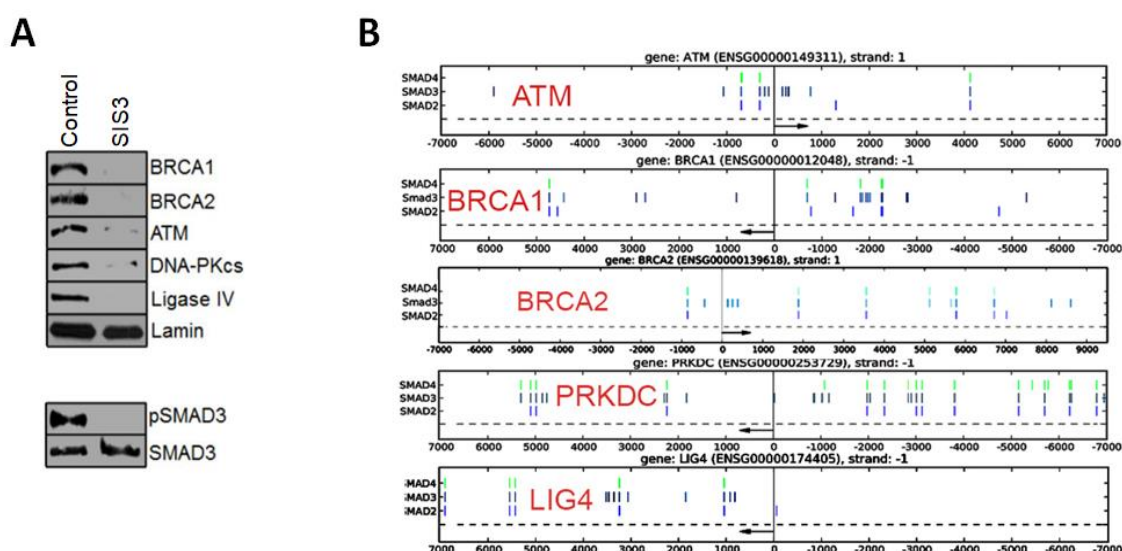 A
Control SIS3
BRCA1
BRCA2
ATM
DNA-PKcs
Ligase IV
Lamin
pSMAD3
SMAD3
B
gene: ATM (ENSG00000149311), strand: 1
SMAD4
SMAD3
SMAD2
ATM
-7000 -6000 -5000 -4000 -3000 -2000 -1000 0 1000 2000 3000 4000 5000 6000 7000
gene: BRCA1 (ENSG00000012048), strand: -1
SMAD4
Smad3
SMAD2
BRCA1
7000 6000 5000 4000 3000 2000 1000 0 -1000 -2000 -3000 -4000 -5000 -6000 -7000
gene: BRCA2 (ENSG00000139618), strand: 1
SMAD4
Smad3
SMAD2
BRCA2
-7000 -6000 -5000 -4000 -3000 -2000 -1000 0 1000 2000 3000 4000 5000 6000 7000 8000 9000
gene: PRKDC (ENSG00000253729), strand: -1
SMAD4
SMAD3
SMAD2
PRKDC
7000 6000 5000 4000 3000 2000 1000 0 -1000 -2000 -3000 -4000 -5000 -6000 -7000
gene: LIG4 (ENSG00000174405), strand: -1
SMAD4
SMAD3
SMAD2
LIG4
7000 6000 5000 4000 3000 2000 1000 0 -1000 -2000 -3000 -4000 -5000 -6000 -7000